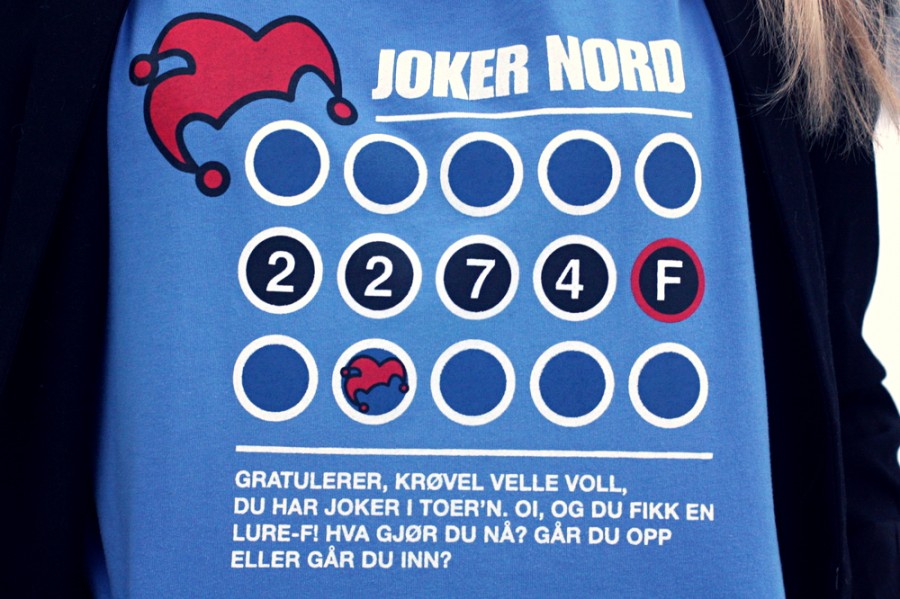 JOKER NORD
2 2 7 4 F
GRATULERER, KRØVEL VELLE VOLL,
DU HAR JOKER I TOER'N. OI, OG DU FIKK EN
LURE-F! HVA GJØR DU NÅ? GÅR DU OPP
ELLER GÅR DU INN?